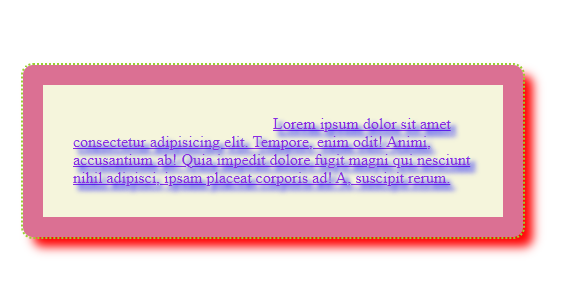 Lorem ipsum dolor sit amet
consectetur adipisicing elit. Tempore, enim odit! Animi,
accusantium ab! Quia impedit dolore fugit magni qui nesciunt
nihil adipisci, ipsam placeat corporis ad! A, suscipit rerum.